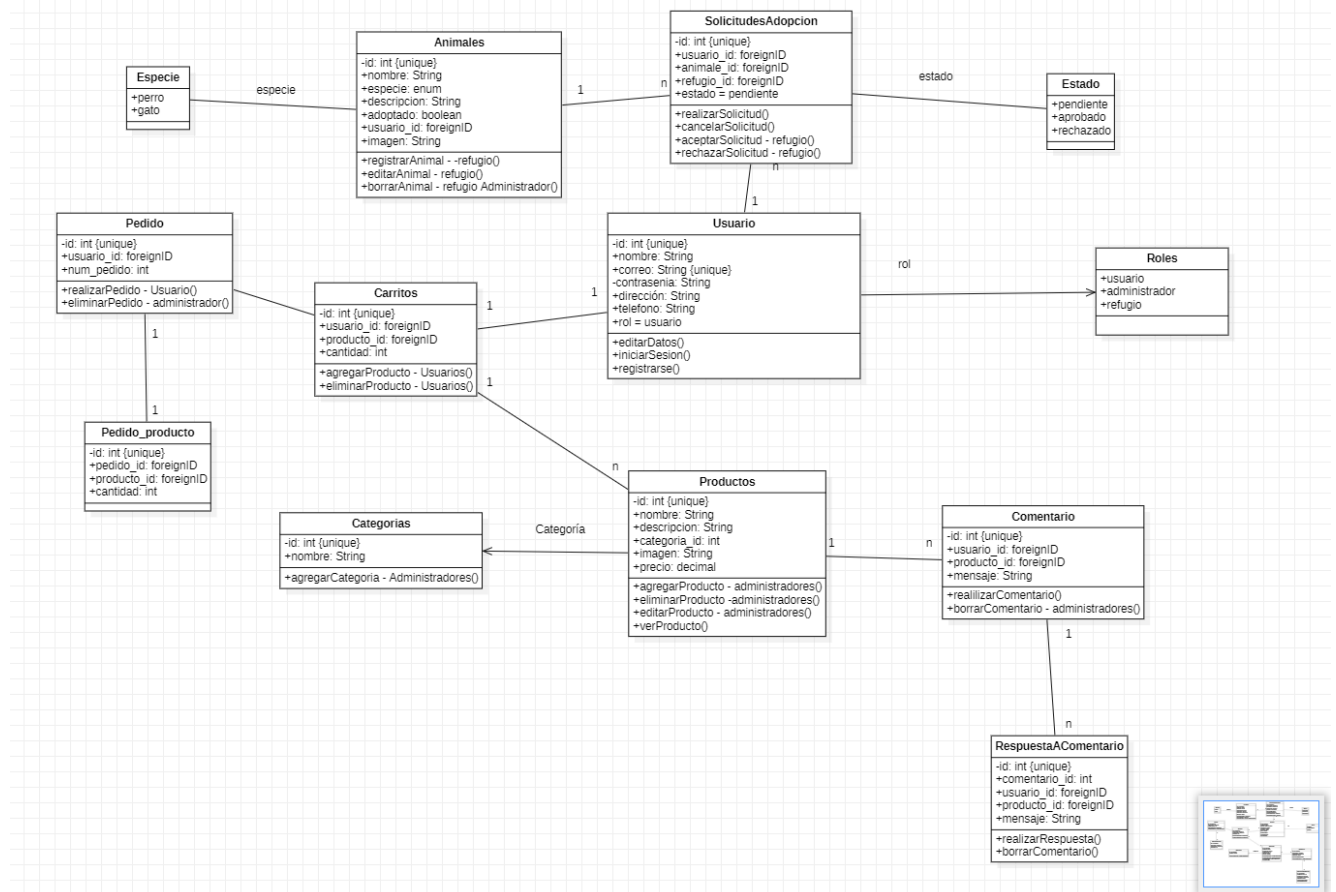 SolicitudesAdopcion
-id: int {unique}
+usuario_id: foreignID
+animale_id: foreignID
+refugio_id: foreignID
+estado = pendiente
+realizarSolicitud()
+cancelarSolicitud()
+aceptarSolicitud - refugio()
+rechazarSolicitud - refugio()
Animales
-id: int {unique}
+nombre: String
+especie: enum
+descripcion: String
+adoptado: boolean
+usuario_id: foreignID
+imagen: String
+registrarAnimal - -refugio()
+editarAnimal - refugio()
+borrarAnimal - refugio Administrador()
Especie
+perro
+gato
especie
1
n
estado
Estado
+pendiente
+aprobado
+rechazado
n
1
Pedido
-id: int {unique}
+usuario_id: foreignID
+num_pedido: int
+realizarPedido - Usuario()
+eliminarPedido - administrador()
Usuario
-id: int {unique}
+nombre: String
+correo: String {unique}
-contrasenia: String
+dirección: String
+telefono: String
+rol = usuario
+editarDatos()
+iniciarSesion()
+registrarse()
rol
Roles
+usuario
+administrador
+refugio
Carritos
-id: int {unique}
+usuario_id: foreignID
+producto_id: foreignID
+cantidad: int
+agregarProducto - Usuarios()
+eliminarProducto - Usuarios()
1
1
1
n
1
1
Pedido_producto
-id: int {unique}
+pedido_id: foreignID
+producto_id: foreignID
+cantidad: int
Productos
-id: int {unique}
+nombre: String
+descripcion: String
+categoria_id: int
+imagen: String
+precio: decimal
+agregarProducto - administradores()
+eliminarProducto -administradores()
+editarProducto - administradores()
+verProducto()
Categorias
-id: int {unique}
+nombre: String
+agregarCategoria - Administradores()
Categoría
1
n
Comentario
-id: int {unique}
+usuario_id: foreignID
+producto_id: foreignID
+mensaje: String
+realilizarComentario()
+borrarComentario - administradores()
1
n
RespuestaAComentario
-id: int {unique}
+comentario_id: int
+usuario_id: foreignID
+producto_id: foreignID
+mensaje: String
+realizarRespuesta()
+borrarComentario()